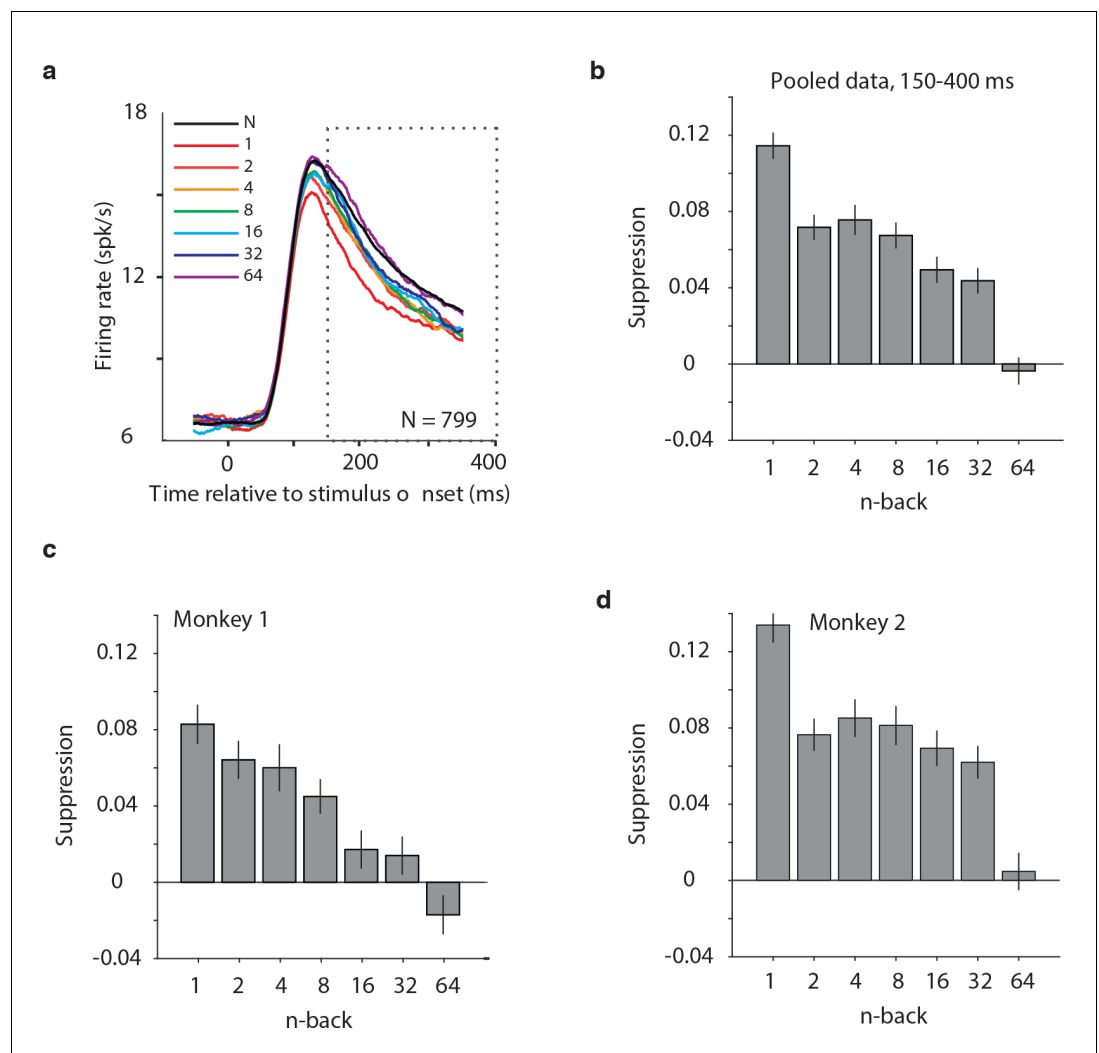 a
18
N
1
2
4
8
16
32
64
12
6
Firing rate (spk/s)
N = 799
0
200
400
Time relative to stimulus o nset (ms)
b
Pooled data, 150-400 ms
0.12
0.08
0.04
0
-0.04
Suppression
1 2 4 8 16 32 64
n-back
c
Monkey 1
0.12
0.08
0.04
0
-0.04
Suppression
1 2 4 8 16 32 64
n-back
d
Monkey 2
0.12
0.08
0.04
0
-0.04
Suppression
1 2 4 8 16 32 64
n-back